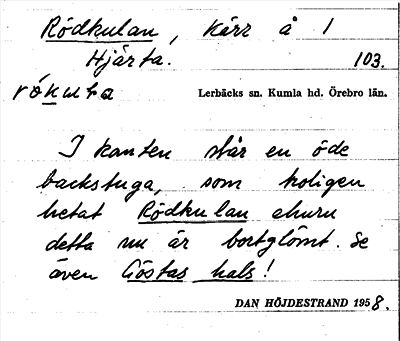 Rödkulan, kärr å 1
Hjärta. 103.
rókuᵬa
Lerbäcks sn. Kumla hd. Örebro län.
I kanten står en öde
backstuga, som troligen
hetat Rödkulan ehuru
detta nu är bortglömt. Se
även Göstas hals!
DAN HÖJDESTRAND 1958.